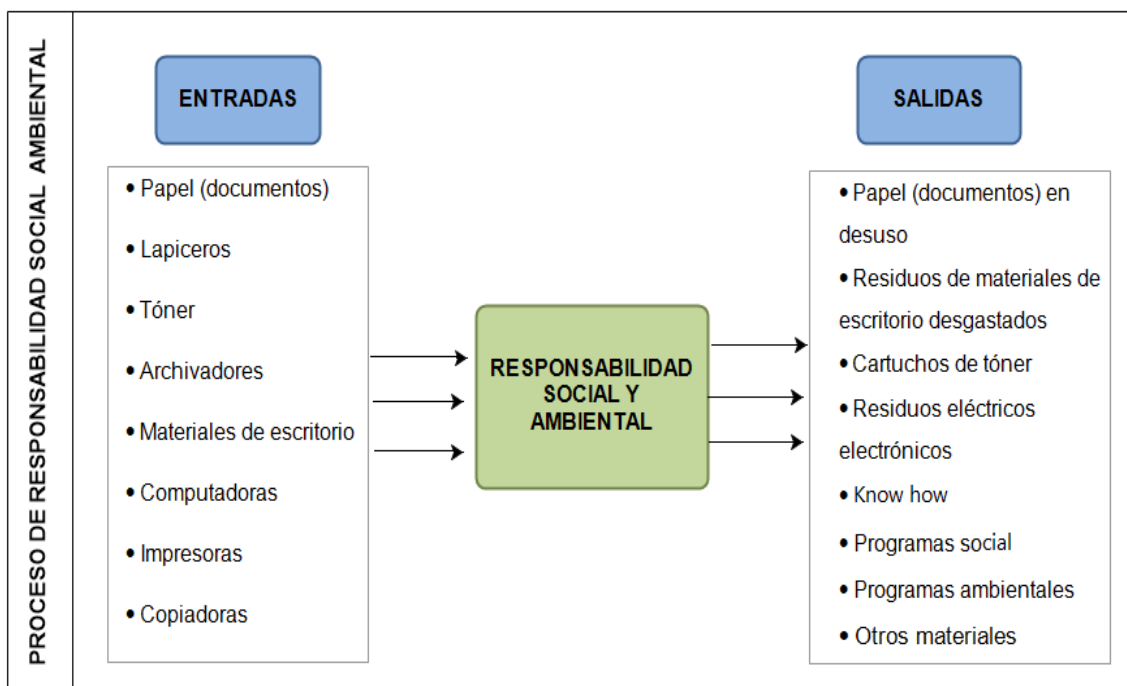 PROCESO DE RESPONSABILIDAD SOCIAL AMBIENTAL
ENTRADAS
• Papel (documentos)
• Lapiceros
• Tóner
• Archivadores
• Materiales de escritorio
• Computadoras
• Impresoras
• Copiadoras
RESPONSABILIDAD
SOCIAL Y
AMBIENTAL
SALIDAS
• Papel (documentos) en
desuso
• Residuos de materiales de
escritorio desgastados
• Cartuchos de tóner
• Residuos eléctricos
electrónicos
• Know how
• Programas social
• Programas ambientales
• Otros materiales